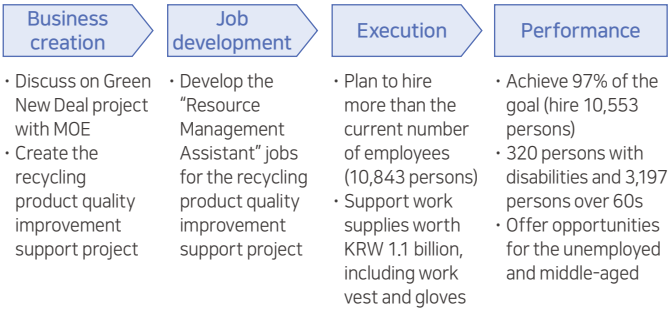 Business
creation
Job
development
Execution
Performance
· Discuss on Green
New Deal project
with MOE
· Create the
recycling
product quality
improvement
support project
· Develop the
“Resource
Management
Assistant” jobs
for the recycling
product quality
improvement
support project
· Plan to hire
more than the
current number
of employees
(10,843 persons)
· Support work
supplies worth
KRW 1.1 billion,
including work
vest and gloves
· Achieve 97% of the
goal (hire 10,553
persons)
· 320 persons with
disabilities and 3,197
persons over 60s
· Offer opportunities
for the unemployed
and middle-aged